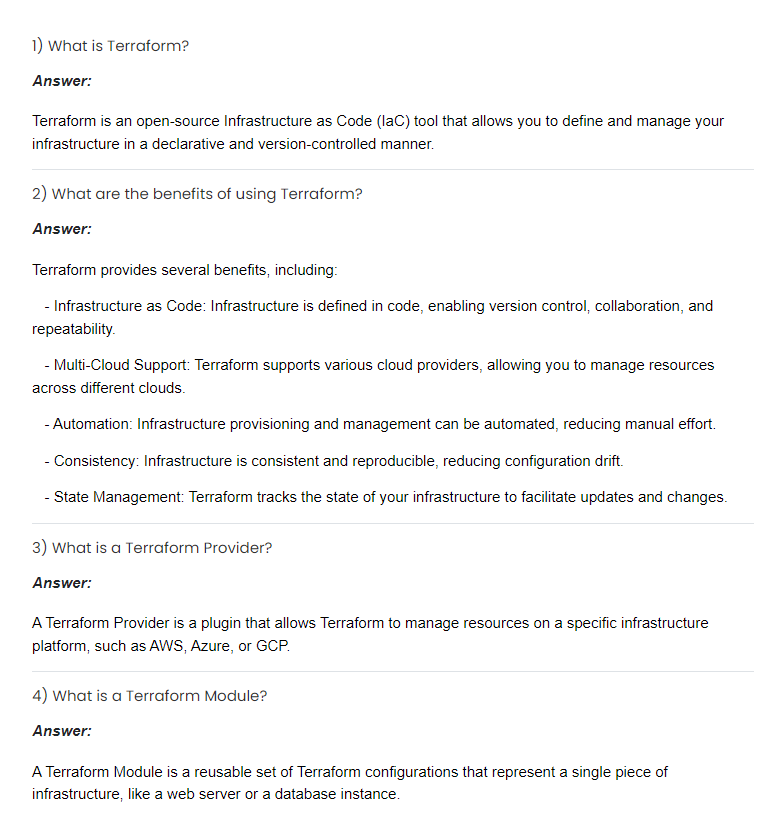 1) What is Terraform?
Answer:
Terraform is an open-source Infrastructure as Code (IaC) tool that allows you to define and manage your
infrastructure in a declarative and version-controlled manner.
2) What are the benefits of using Terraform?
Answer:
Terraform provides several benefits, including:
- Infrastructure as Code: Infrastructure is defined in code, enabling version control, collaboration, and
repeatability.
- Multi-Cloud Support: Terraform supports various cloud providers, allowing you to manage resources
across different clouds.
- Automation: Infrastructure provisioning and management can be automated, reducing manual effort.
- Consistency: Infrastructure is consistent and reproducible, reducing configuration drift.
- State Management: Terraform tracks the state of your infrastructure to facilitate updates and changes.
3) What is a Terraform Provider?
Answer:
A Terraform Provider is a plugin that allows Terraform to manage resources on a specific infrastructure
platform, such as AWS, Azure, or GCP.
4) What is a Terraform Module?
Answer:
A Terraform Module is a reusable set of Terraform configurations that represent a single piece of
infrastructure, like a web server or a database instance.